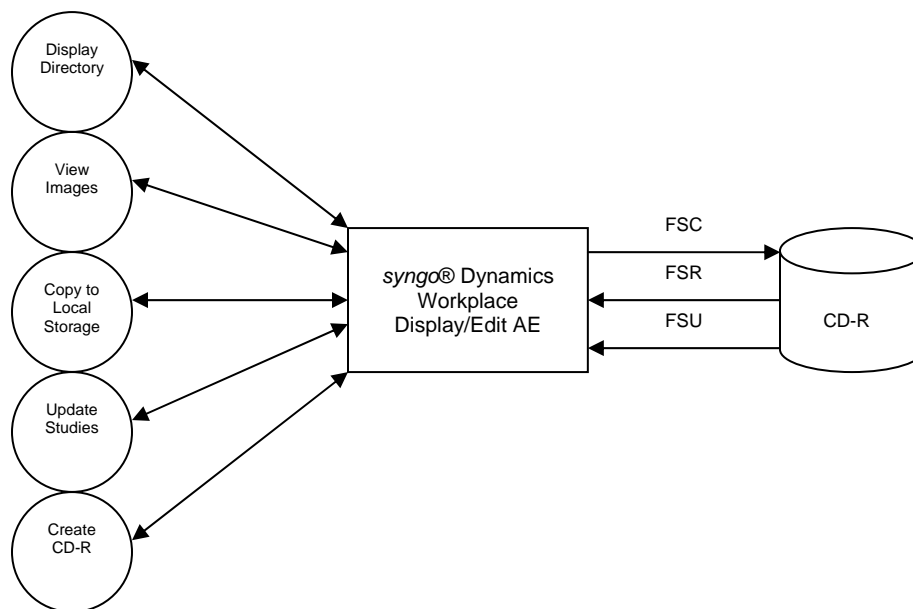 Display
Directory
View
Images
Copy to
Local
Storage
Update
Studies
Create
CD-R
syngo® Dynamics
Workplace
Display/Edit AE
FSC
FSR
FSU
CD-R